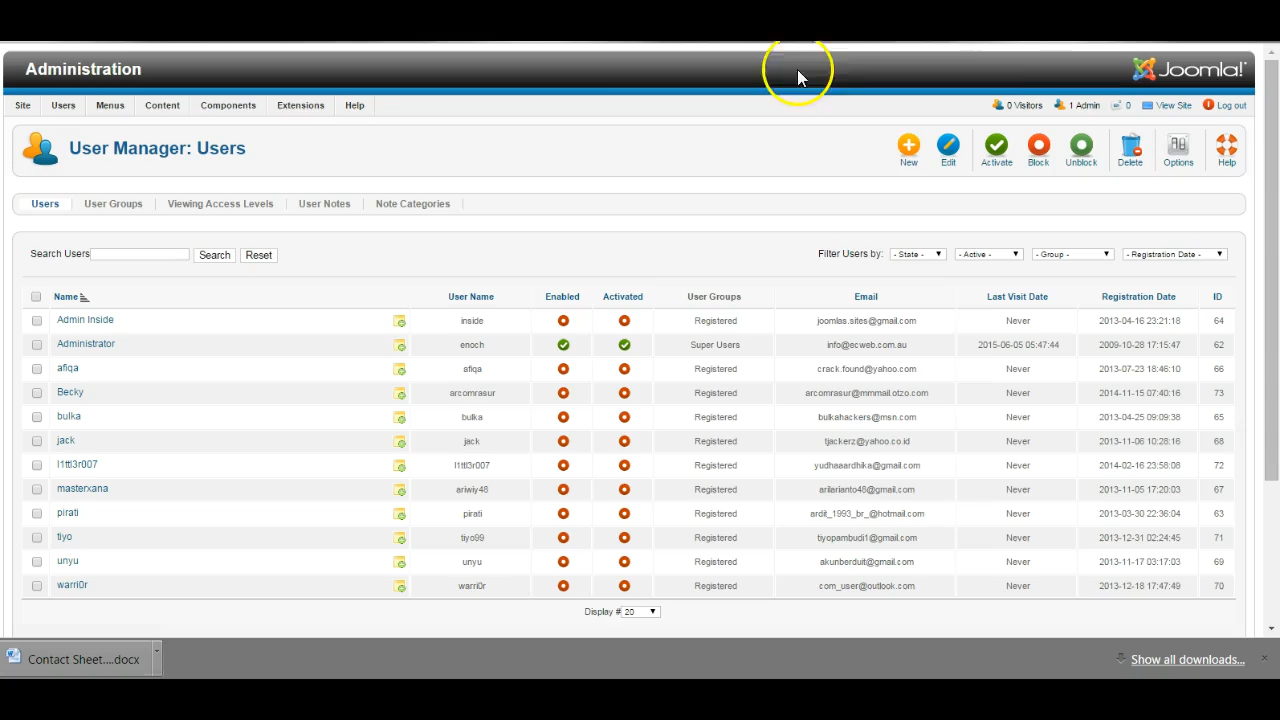 Administration Joomla!
Site Users Menus Content Components Extensions Help 0 Visitors 1 Admin 0 View Site Log out
User Manager: Users New Edit Activate Block Unblock Delete Options Help
Users User Groups Viewing Access Levels User Notes Note Categories
Search Users Search Reset Filter Users by: - State - - Active - - Group - - Registration Date -
Name User Name Enabled Activated User Groups Email Last Visit Date Registration Date ID
Admin Inside inside Registered joomlas.sites@gmail.com Never 2013-04-16 23:21:18 64
Administrator enoch Super Users info@ecweb.com.au 2015-06-05 05:47:44 2009-10-28 17:15:47 62
afiqa Registered crack.found@yahoo.com Never 2013-07-23 18:46:10 66
Becky arcomrasur Registered arcomrasur@mmmail.otzo.com Never 2014-11-15 07:40:16 73
bulka bulka Registered bulkahackers@msn.com Never 2013-04-25 09:09:38 65
jack jack Registered tjackerz@yahoo.co.id Never 2013-11-06 10:28:16 68
l1ttl3r007 l1ttl3r007 Registered yudhaaardhika@gmail.com Never 2014-02-16 23:58:08 72
masterxana ariwiy48 Registered arilarianto48@gmail.com Never 2013-11-05 17:20:03 67
pirati pirati Registered ardit_1993_br_@hotmail.com Never 2013-03-30 22:36:04 63
tiyo tiyo99 Registered tiyopambudi1@gmail.com Never 2013-12-31 02:24:45 71
unyu unyu Registered akunberduit@gmail.com Never 2013-11-17 03:17:03 69
warri0r warri0r Registered com_user@outlook.com Never 2013-12-18 17:47:49 70
Display # 20
Contact Sheet....docx Show all downloads...